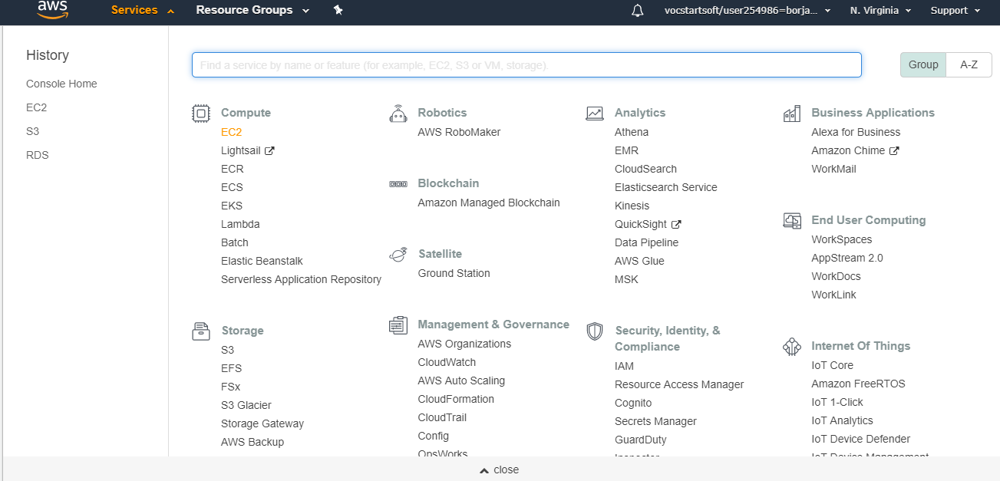 aws
Services
Resource Groups
vocstartsoft/user254986=borja...
N. Virginia
Support
History
Console Home
EC2
S3
RDS
Find a service by name or feature (for example, EC2, S3 or VM, storage).
Group
A-Z
Compute
EC2
Lightsail
ECR
ECS
EKS
Lambda
Batch
Elastic Beanstalk
Serverless Application Repository
Storage
S3
EFS
FSx
S3 Glacier
Storage Gateway
AWS Backup
Robotics
AWS RoboMaker
Blockchain
Amazon Managed Blockchain
Satellite
Ground Station
Management & Governance
AWS Organizations
CloudWatch
AWS Auto Scaling
CloudFormation
CloudTrail
Config
OpsWorks
Analytics
Athena
EMR
CloudSearch
Elasticsearch Service
Kinesis
QuickSight
Data Pipeline
AWS Glue
MSK
Security, Identity, &
Compliance
IAM
Resource Access Manager
Cognito
Secrets Manager
GuardDuty
Inspector
Business Applications
Alexa for Business
Amazon Chime
WorkMail
End User Computing
WorkSpaces
AppStream 2.0
WorkDocs
WorkLink
Internet Of Things
IoT Core
Amazon FreeRTOS
IoT 1-Click
IoT Analytics
IoT Device Defender
IoT Device Management
close